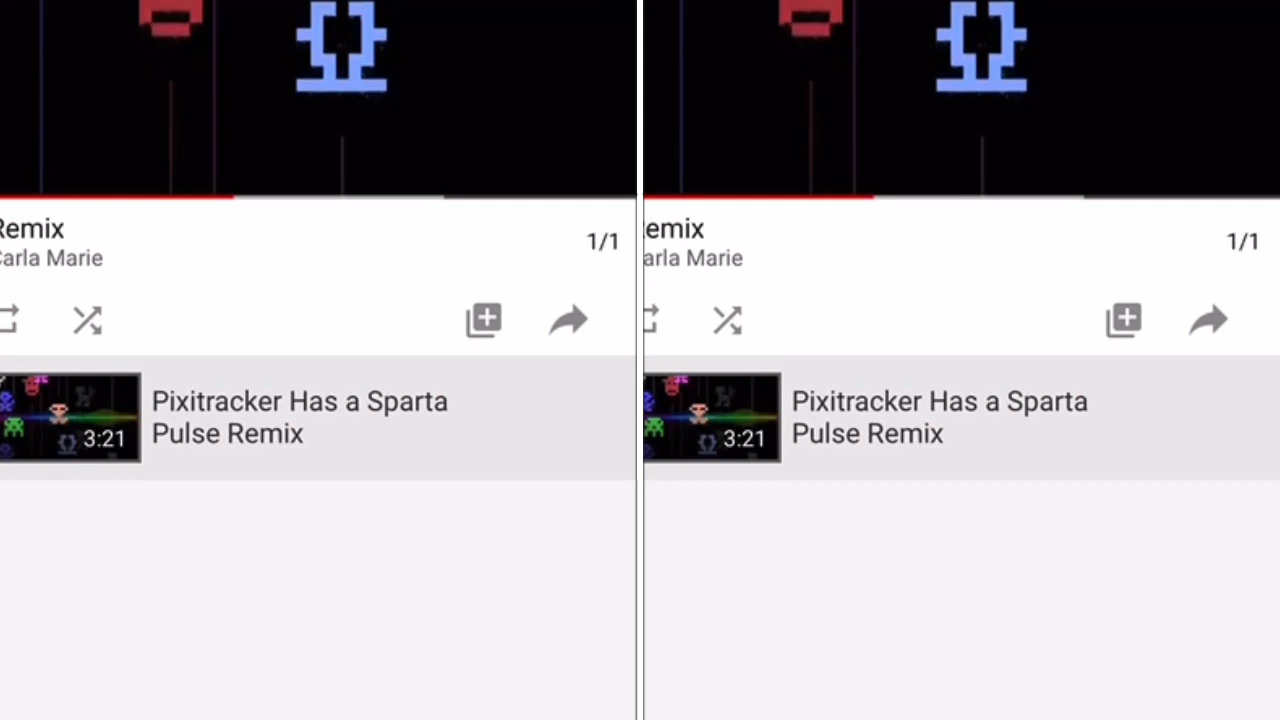 Remix
Carla Marie
1/1
3:21
Pixitracker Has a Sparta
Pulse Remix
emix
arla Marie
1/1
3:21
Pixitracker Has a Sparta
Pulse Remix